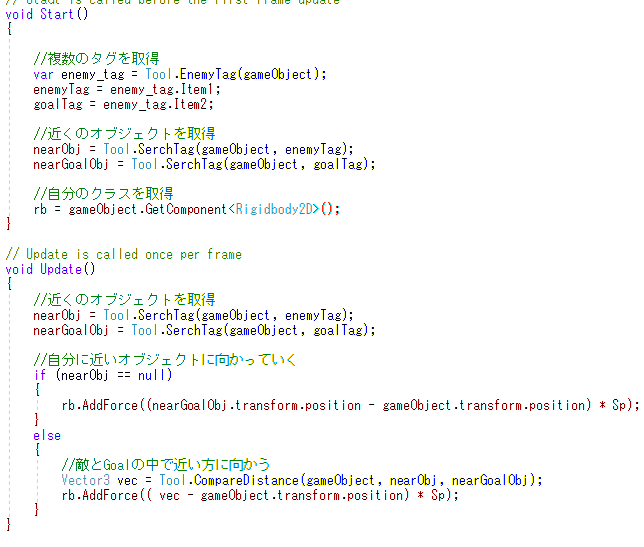 // Start is called before the first frame update
void Start()
{
//複数のタグを取得
var enemy_tag = Tool.EnemyTag(gameObject);
enemyTag = enemy_tag.Item1;
goalTag = enemy_tag.Item2;
//近くのオブジェクトを取得
nearObj = Tool.SerchTag(gameObject, enemyTag);
nearGoalObj = Tool.SerchTag(gameObject, goalTag);
//自分のクラスを取得
rb = gameObject.GetComponent<Rigidbody2D>();
}
// Update is called once per frame
void Update()
{
//近くのオブジェクトを取得
nearObj = Tool.SerchTag(gameObject, enemyTag);
nearGoalObj = Tool.SerchTag(gameObject, goalTag);
//自分に近いオブジェクトに向かっていく
if (nearObj == null)
{
rb.AddForce((nearGoalObj.transform.position - gameObject.transform.position) * Sp);
}
else
{
//敵とGoalの中で近い方に向かう
Vector3 vec = Tool.CompareDistance(gameObject, nearObj, nearGoalObj);
rb.AddForce(( vec - gameObject.transform.position) * Sp);
}
}